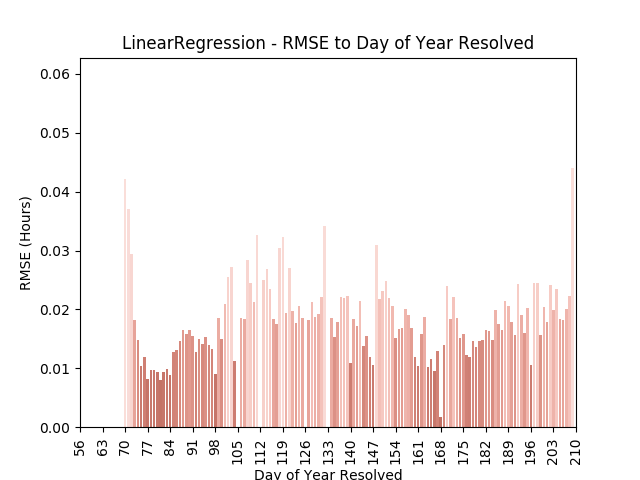 LinearRegression - RMSE to Day of Year Resolved
0.06
0.05
0.04
0.03
0.02
0.01
0.00
RMSE (Hours)
56 63 70 77 84 91 98 105 112 119 126 133 140 147 154 161 168 175 182 189 196 203 210
Day of Year Resolved